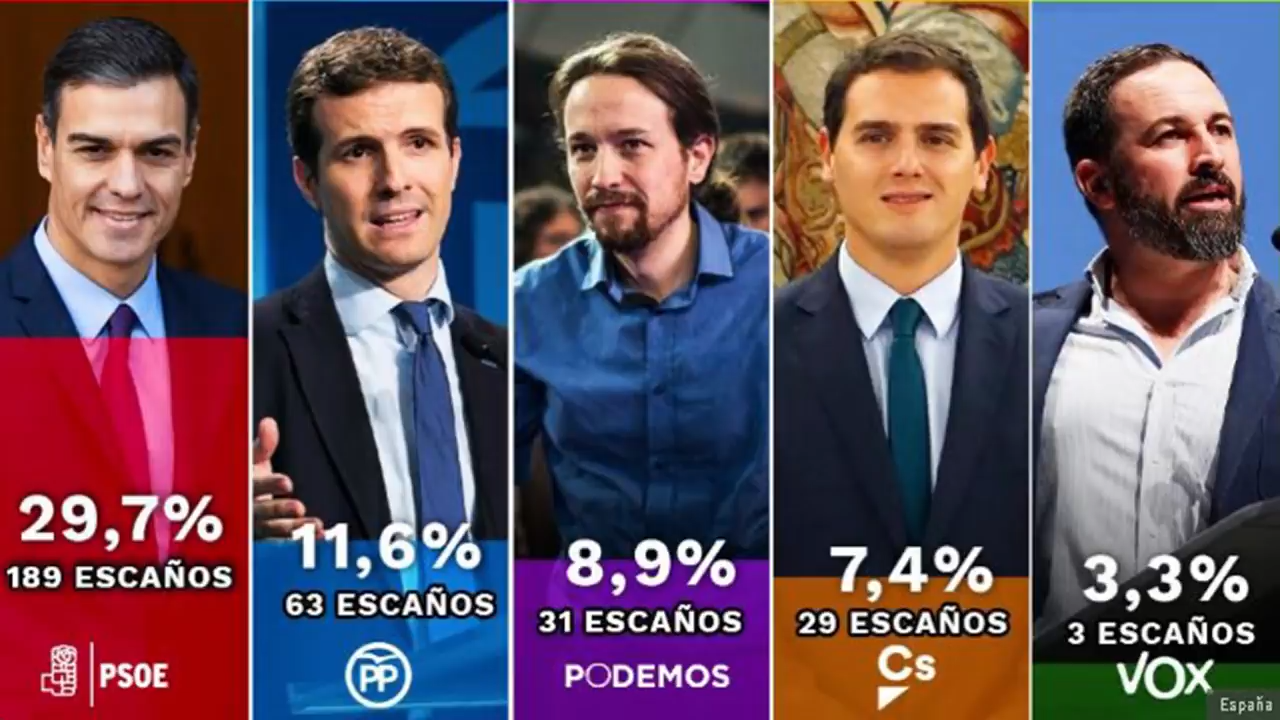 29,7%
189 ESCAÑOS
PSOE
11,6%
63 ESCAÑOS
PP
8,9%
31 ESCAÑOS
PODEMOS
7,4%
29 ESCAÑOS
Cs
3,3%
3 ESCAÑOS
VOX
España